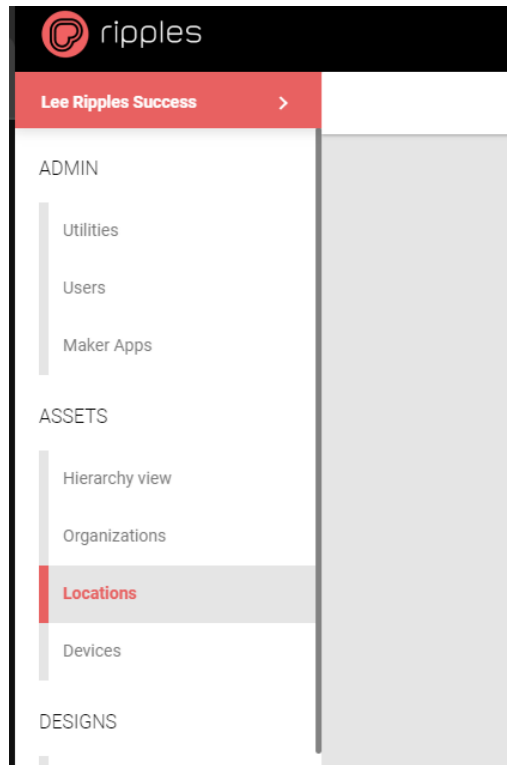 ripples
Lee Ripples Success
ADMIN
Utilities
Users
Maker Apps
ASSETS
Hierarchy view
Organizations
Locations
Devices
DESIGNS